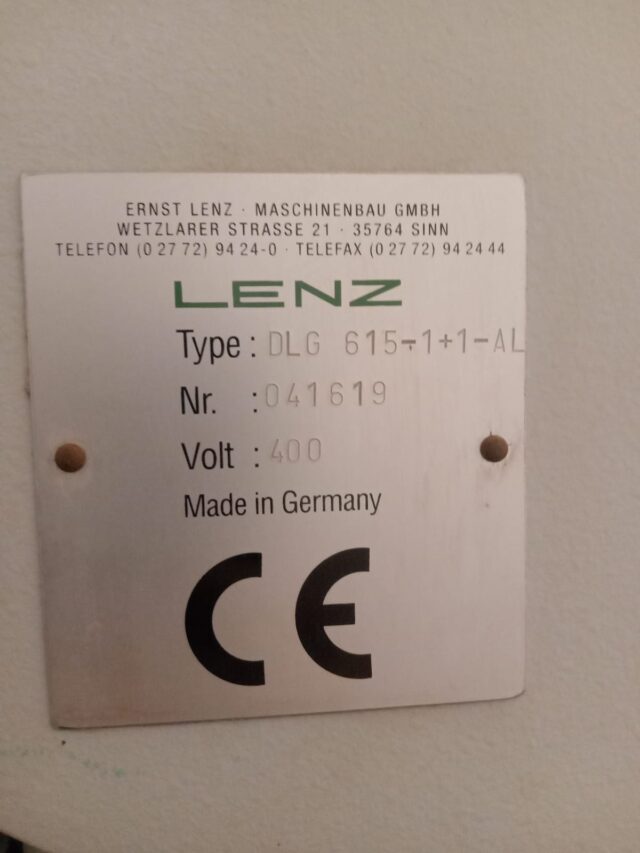 ERNST LENZ · MASCHINENBAU GMBH
WETZLARER STRASSE 21 · 35764 SINN
TELEFON (0 27 72) 94 24-0 · TELEFAX (0 27 72) 94 24 44
LENZ
Type : DLG 615-1+1-AL
Nr. : 041619
Volt : 400
Made in Germany
CE